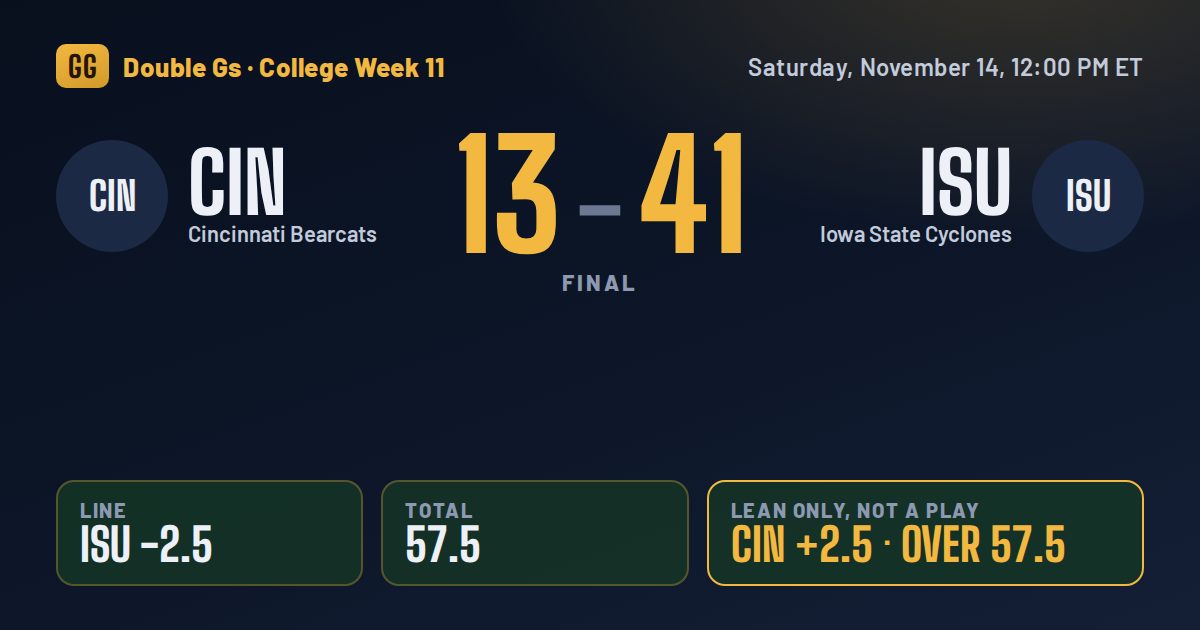 GG Double Gs · College Week 11
Saturday, November 14, 12:00 PM ET
CIN
CIN
Cincinnati Bearcats
13 – 41
FINAL
ISU
Iowa State Cyclones
ISU
LINE
ISU −2.5
TOTAL
57.5
LEAN ONLY, NOT A PLAY
CIN +2.5 · OVER 57.5